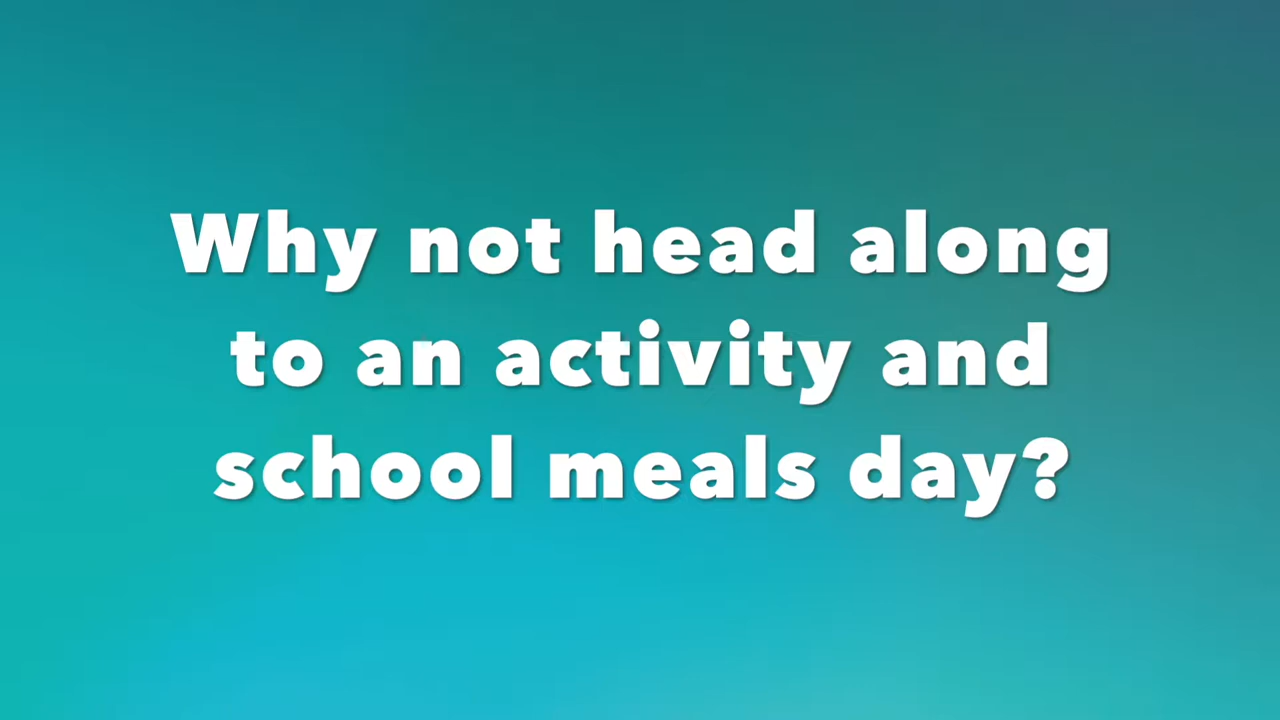 Why not head along
to an activity and
school meals day?